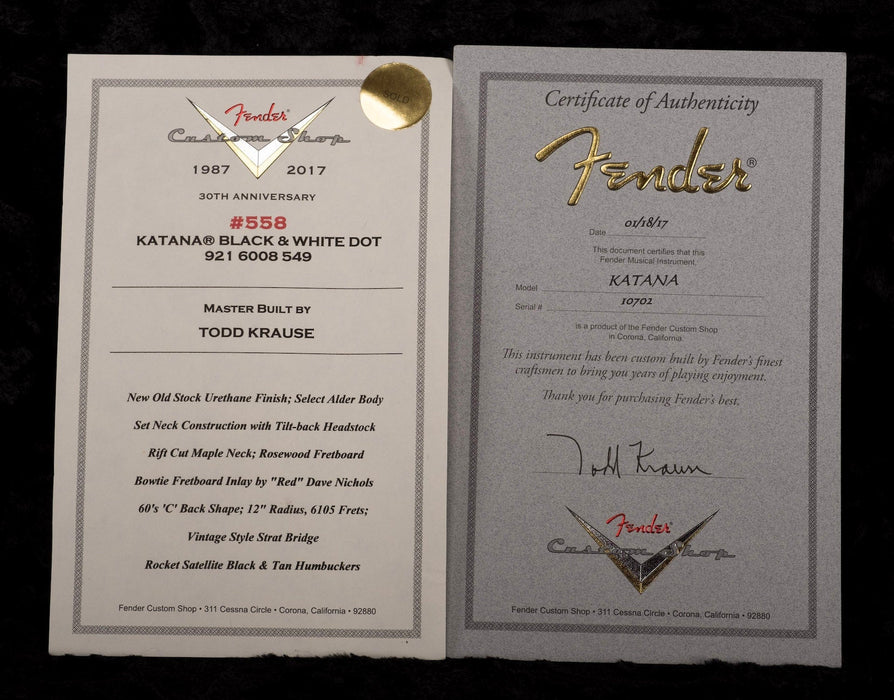 SOLD
Fender®
Custom Shop
1987 2017
30TH ANNIVERSARY
#558
KATANA® BLACK & WHITE DOT
921 6008 549
MASTER BUILT BY
TODD KRAUSE
New Old Stock Urethane Finish; Select Alder Body
Set Neck Construction with Tilt-back Headstock
Rift Cut Maple Neck; Rosewood Fretboard
Bowtie Fretboard Inlay by "Red" Dave Nichols
60's 'C' Back Shape; 12" Radius, 6105 Frets;
Vintage Style Strat Bridge
Rocket Satellite Black & Tan Humbuckers
Fender Custom Shop • 311 Cessna Circle • Corona, California • 92880
Certificate of Authenticity
Fender®
Date 01/18/17
This document certifies that this
Fender Musical Instrument,
Model KATANA
Serial # 10702
is a product of the Fender Custom Shop
in Corona, California.
This instrument has been custom built by Fender's finest
craftsmen to bring you years of playing enjoyment.
Thank you for purchasing Fender's best.
Todd Krause
Fender®
Custom Shop
Fender Custom Shop • 311 Cessna Circle • Corona, California • 92880